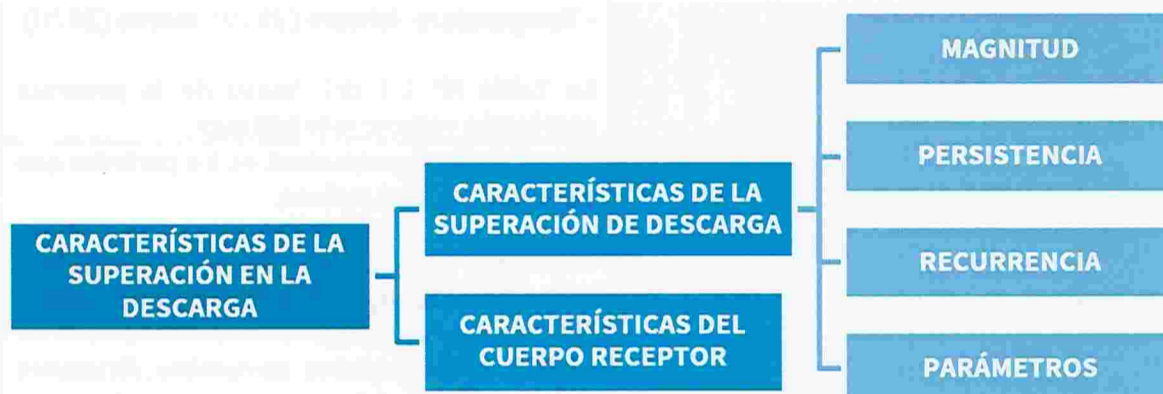 CARACTERÍSTICAS DE LA
SUPERACIÓN EN LA
DESCARGA
CARACTERÍSTICAS DE LA
SUPERACIÓN DE DESCARGA
CARACTERÍSTICAS DEL
CUERPO RECEPTOR
MAGNITUD
PERSISTENCIA
RECURRENCIA
PARÁMETROS